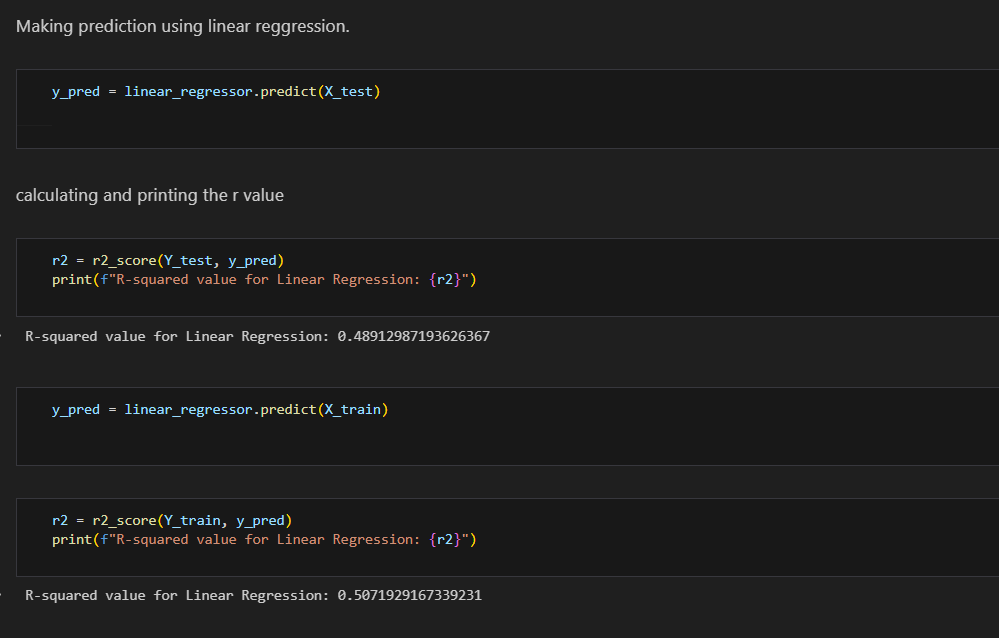 Making prediction using linear reggression.
y_pred = linear_regressor.predict(X_test)
calculating and printing the r value
r2 = r2_score(Y_test, y_pred)
print(f"R-squared value for Linear Regression: {r2}")
R-squared value for Linear Regression: 0.48912987193626367
y_pred = linear_regressor.predict(X_train)
r2 = r2_score(Y_train, y_pred)
print(f"R-squared value for Linear Regression: {r2}")
R-squared value for Linear Regression: 0.5071929167339231